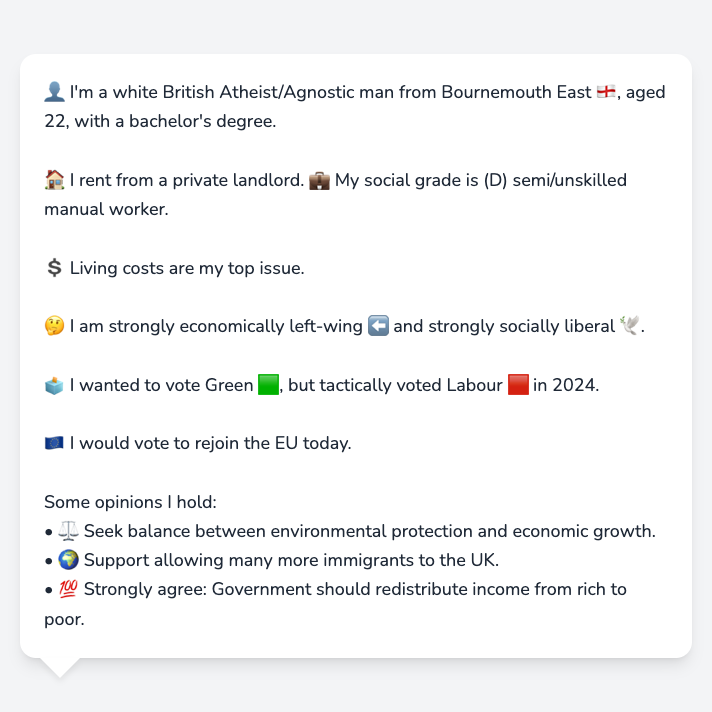 👤 I'm a white British Atheist/Agnostic man from Bournemouth East 🏴󠁧󠁢󠁥󠁮󠁧󠁿, aged
22, with a bachelor's degree.
🏠 I rent from a private landlord. 💼 My social grade is (D) semi/unskilled
manual worker.
💲 Living costs are my top issue.
🤔 I am strongly economically left-wing ⬅️ and strongly socially liberal 🕊️.
🗳️ I wanted to vote Green 🟩, but tactically voted Labour 🟥 in 2024.
🇪🇺 I would vote to rejoin the EU today.
Some opinions I hold:
• ⚖️ Seek balance between environmental protection and economic growth.
• 🌍 Support allowing many more immigrants to the UK.
• 💯 Strongly agree: Government should redistribute income from rich to
poor.